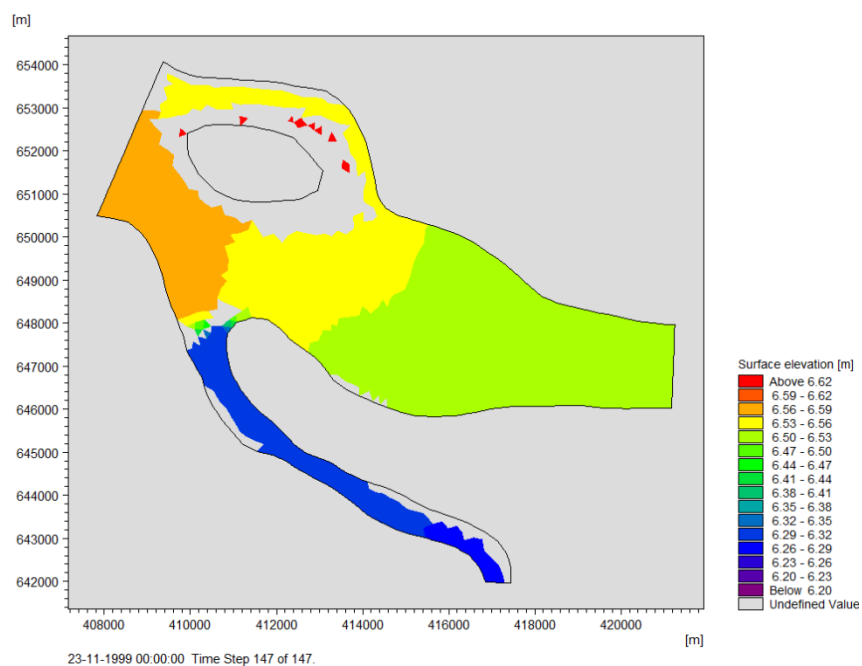 [m]
654000
653000
652000
651000
650000
649000
648000
647000
646000
645000
644000
643000
642000
408000 410000 412000 414000 416000 418000 420000
[m]
23-11-1999 00:00:00 Time Step 147 of 147.
Surface elevation [m]
Above 6.62
6.59 - 6.62
6.56 - 6.59
6.53 - 6.56
6.50 - 6.53
6.47 - 6.50
6.44 - 6.47
6.41 - 6.44
6.38 - 6.41
6.35 - 6.38
6.32 - 6.35
6.29 - 6.32
6.26 - 6.29
6.23 - 6.26
6.20 - 6.23
Below 6.20
Undefined Value